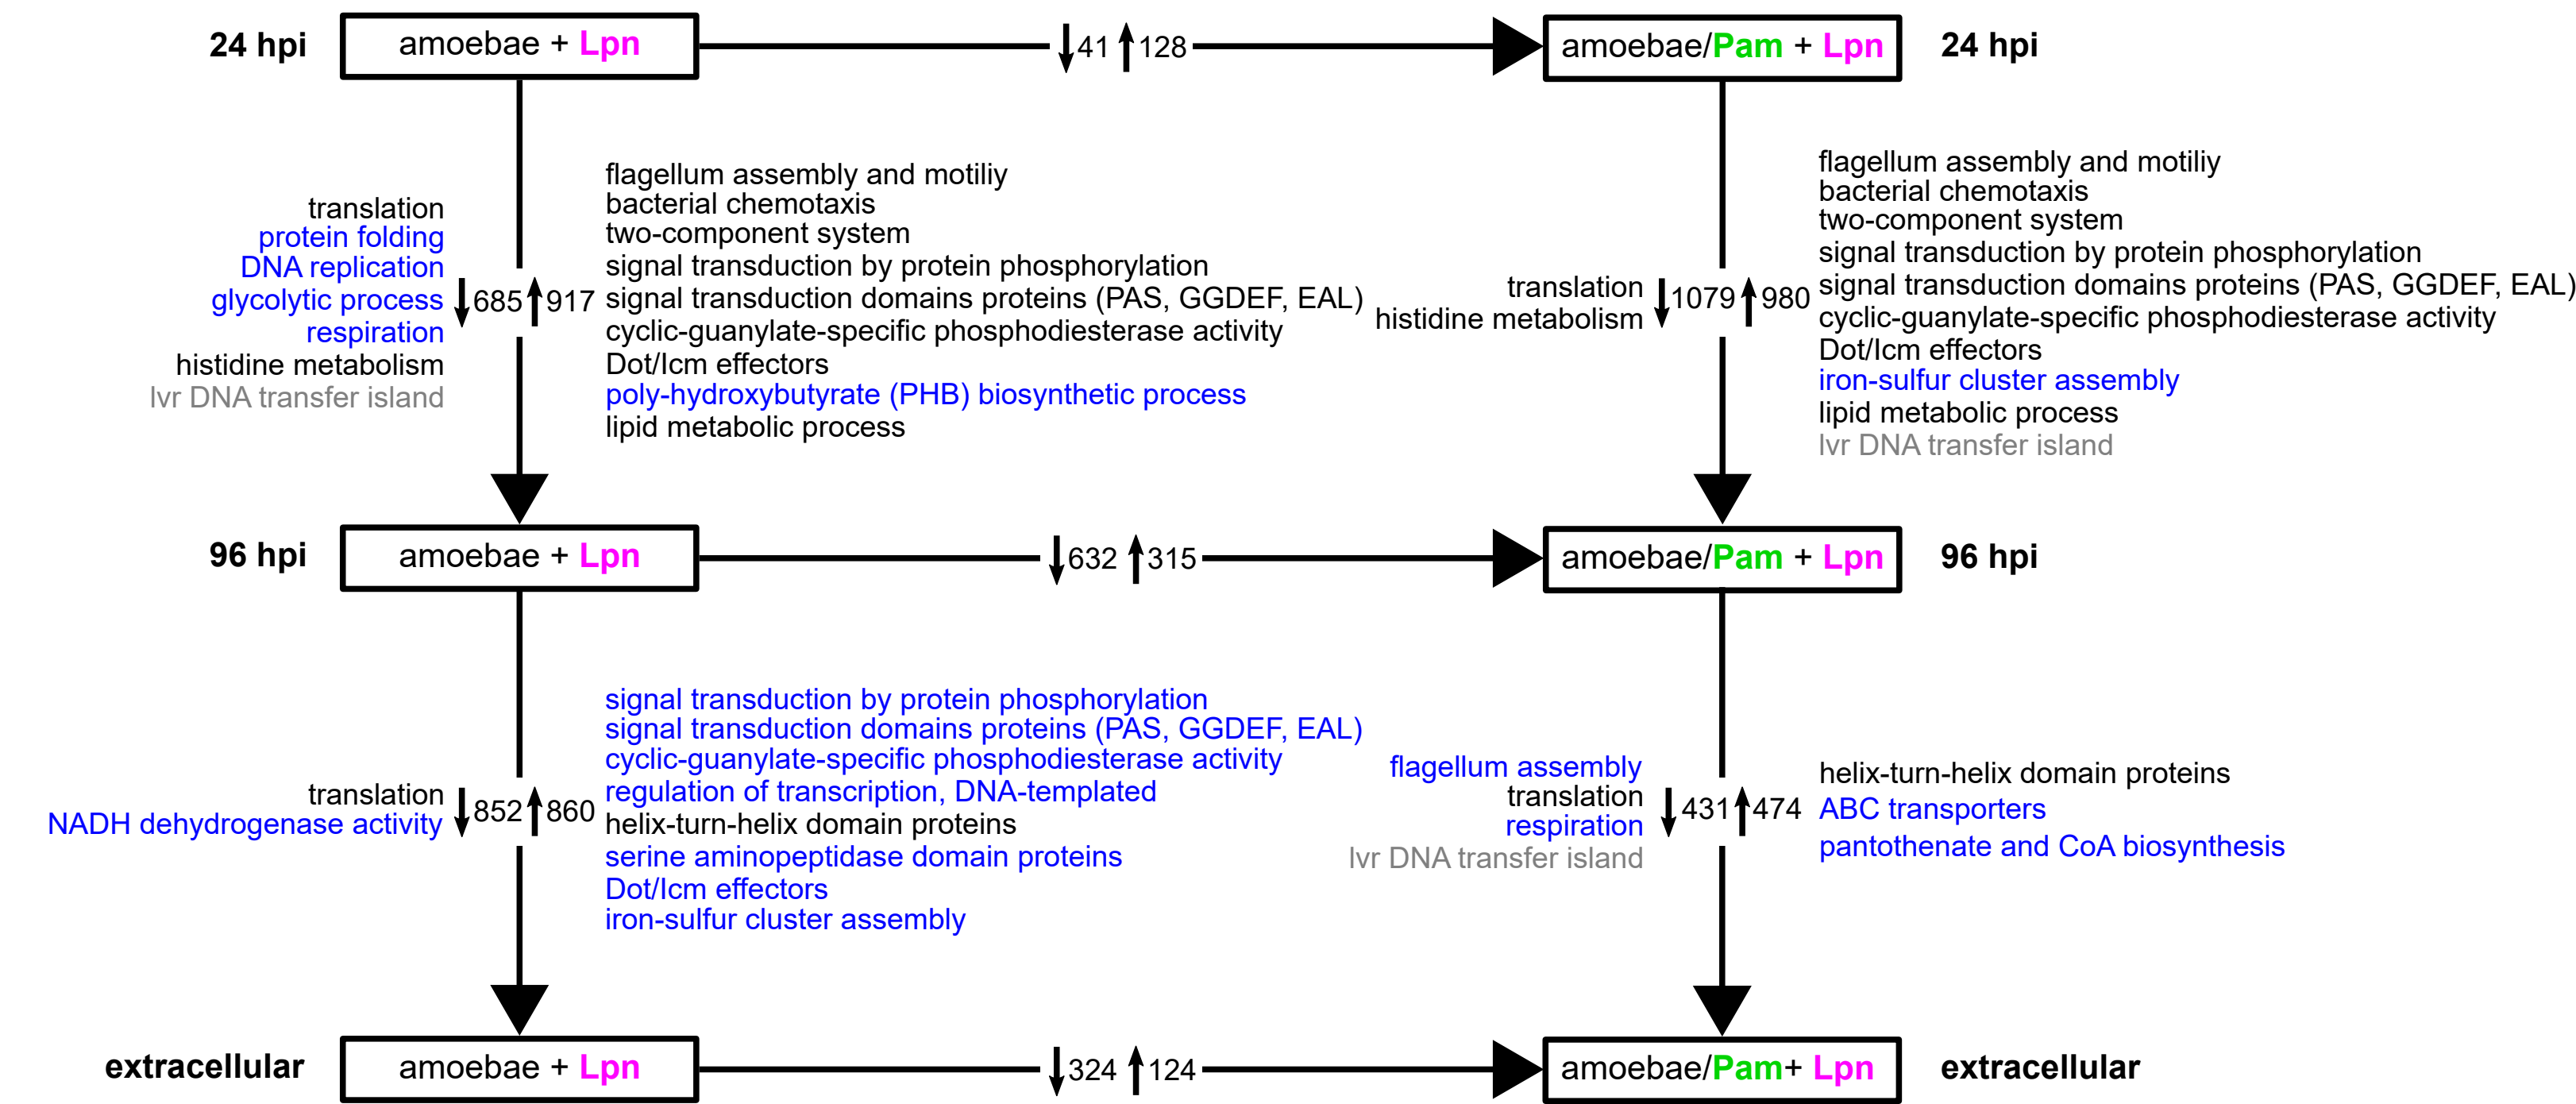 24 hpi
amoebae + Lpn
↓41 ↑128
amoebae/Pam + Lpn
24 hpi
translation
protein folding
DNA replication
glycolytic process
respiration
histidine metabolism
lvr DNA transfer island
↓685 ↑917
flagellum assembly and motiliy
bacterial chemotaxis
two-component system
signal transduction by protein phosphorylation
signal transduction domains proteins (PAS, GGDEF, EAL)
cyclic-guanylate-specific phosphodiesterase activity
Dot/Icm effectors
poly-hydroxybutyrate (PHB) biosynthetic process
lipid metabolic process
translation
histidine metabolism
↓1079 ↑980
flagellum assembly and motiliy
bacterial chemotaxis
two-component system
signal transduction by protein phosphorylation
signal transduction domains proteins (PAS, GGDEF, EAL)
cyclic-guanylate-specific phosphodiesterase activity
Dot/Icm effectors
iron-sulfur cluster assembly
lipid metabolic process
lvr DNA transfer island
96 hpi
amoebae + Lpn
↓632 ↑315
amoebae/Pam + Lpn
96 hpi
translation
NADH dehydrogenase activity
↓852 ↑860
signal transduction by protein phosphorylation
signal transduction domains proteins (PAS, GGDEF, EAL)
cyclic-guanylate-specific phosphodiesterase activity
regulation of transcription, DNA-templated
helix-turn-helix domain proteins
serine aminopeptidase domain proteins
Dot/Icm effectors
iron-sulfur cluster assembly
flagellum assembly
translation
respiration
lvr DNA transfer island
↓431 ↑474
helix-turn-helix domain proteins
ABC transporters
pantothenate and CoA biosynthesis
extracellular
amoebae + Lpn
↓324 ↑124
amoebae/Pam+ Lpn
extracellular